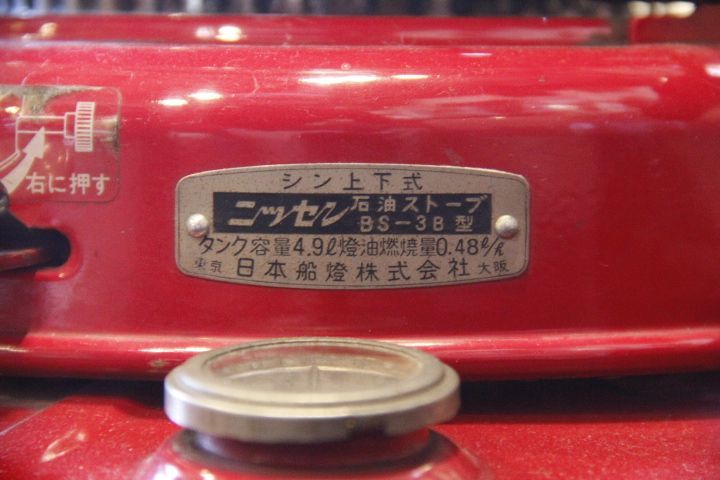 右に押す
シン上下式
ニッセン 石油ストーブ
BS-3B型
タンク容量4.9ℓ燈油燃焼量0.48ℓ/h
東京 日本船燈株式会社 大阪